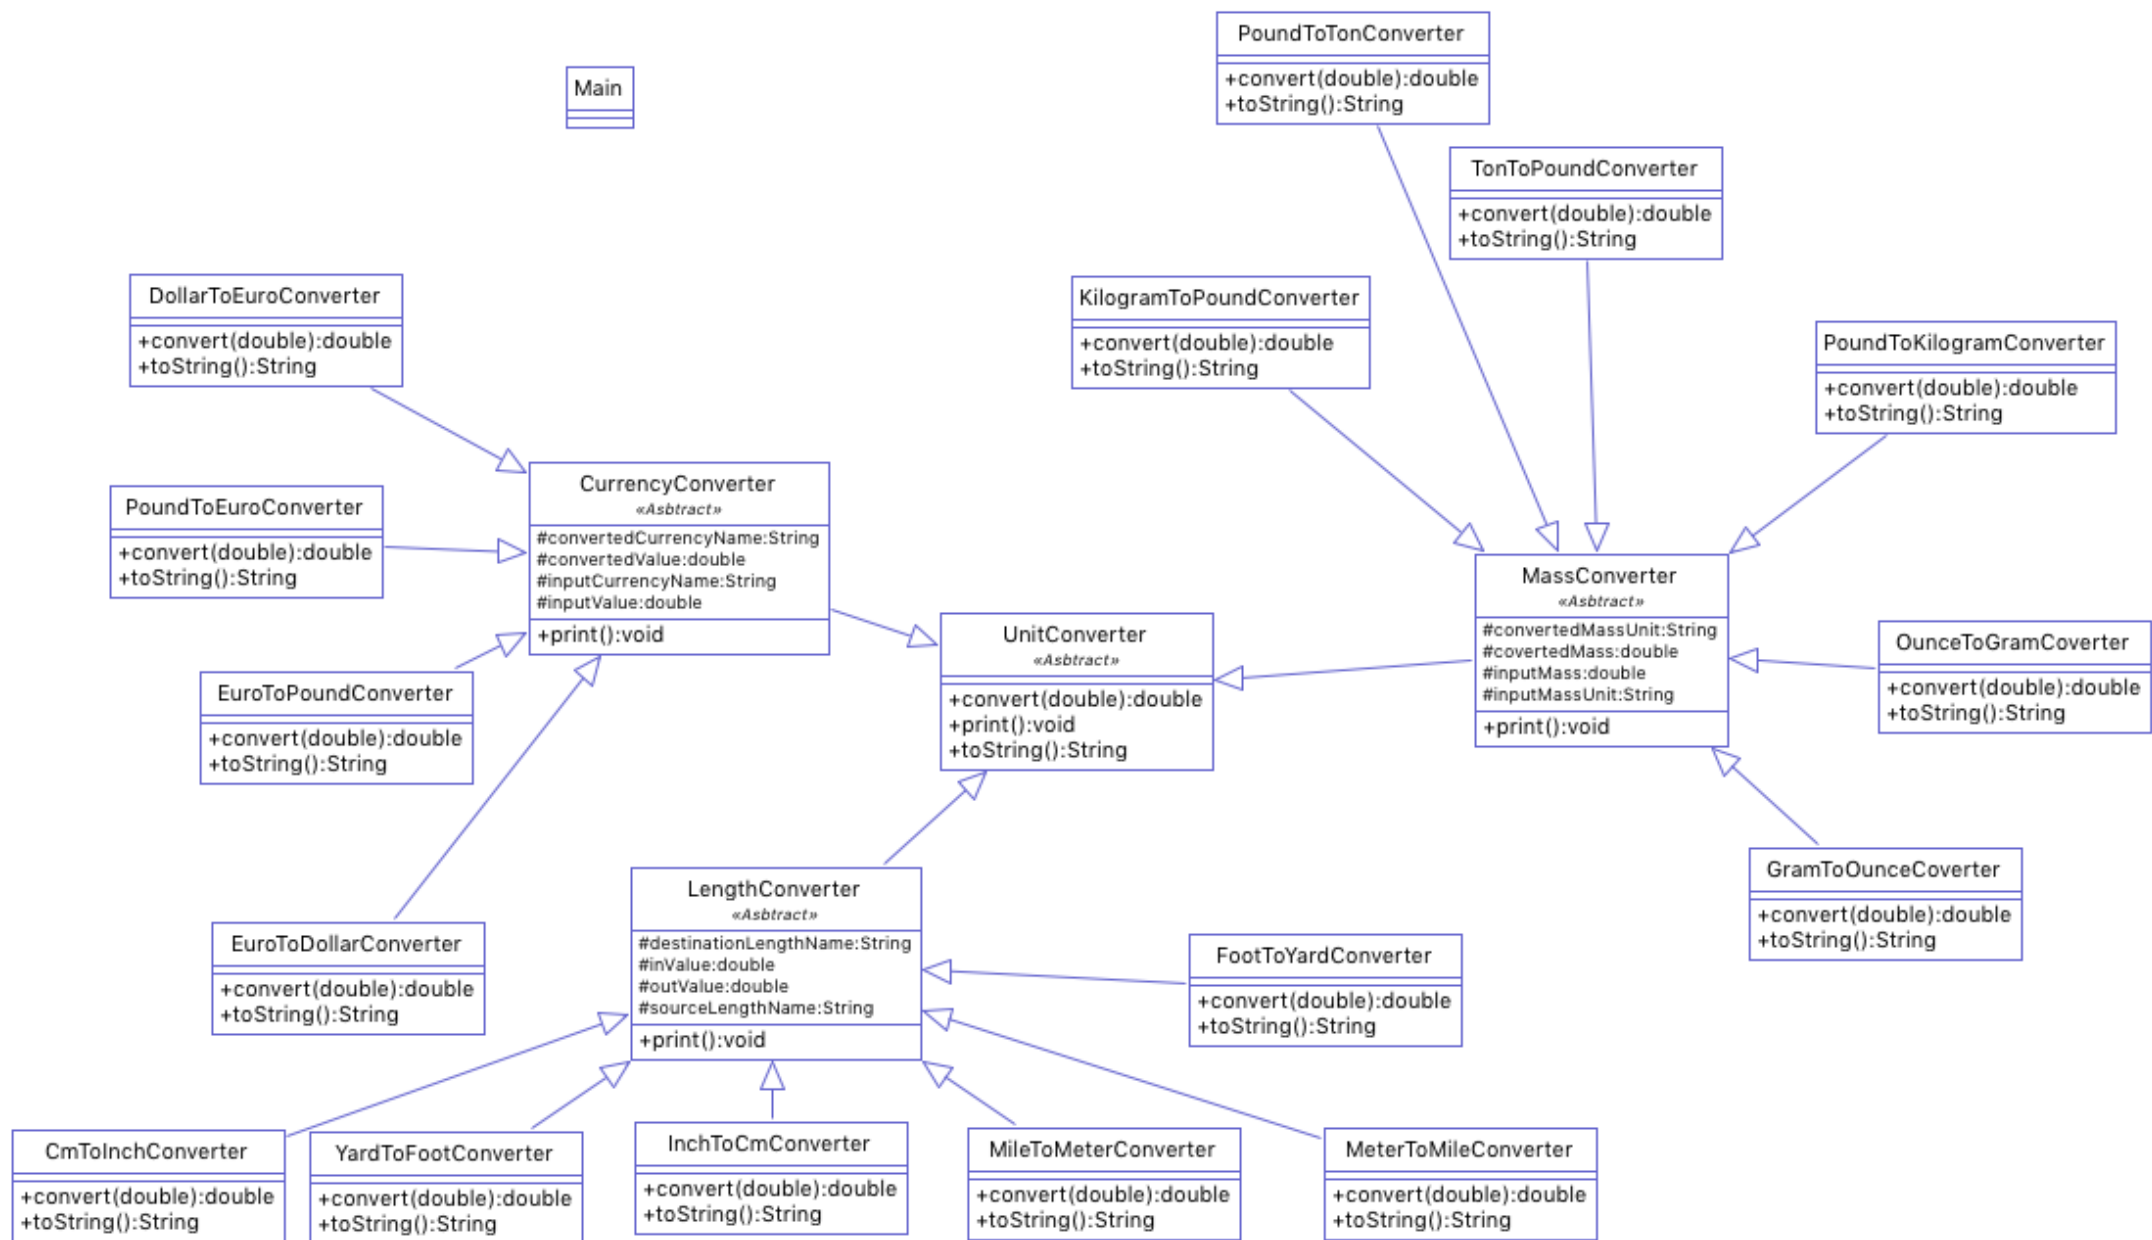 PoundToTonConverter
+convert(double):double
+toString():String
Main
TonToPoundConverter
+convert(double):double
+toString():String
DollarToEuroConverter
+convert(double):double
+toString():String
KilogramToPoundConverter
+convert(double):double
+toString():String
PoundToKilogramConverter
+convert(double):double
+toString():String
CurrencyConverter
«Asbtract»
#convertedCurrencyName:String
#convertedValue:double
#inputCurrencyName:String
#inputValue:double
+print():void
PoundToEuroConverter
+convert(double):double
+toString():String
MassConverter
«Asbtract»
#convertedMassUnit:String
#covertedMass:double
#inputMass:double
#inputMassUnit:String
+print():void
UnitConverter
«Asbtract»
+convert(double):double
+print():void
+toString():String
OunceToGramCoverter
+convert(double):double
+toString():String
EuroToPoundConverter
+convert(double):double
+toString():String
GramToOunceCoverter
+convert(double):double
+toString():String
LengthConverter
«Asbtract»
#destinationLengthName:String
#inValue:double
#outValue:double
#sourceLengthName:String
+print():void
EuroToDollarConverter
+convert(double):double
+toString():String
FootToYardConverter
+convert(double):double
+toString():String
CmToInchConverter
+convert(double):double
+toString():String
YardToFootConverter
+convert(double):double
+toString():String
InchToCmConverter
+convert(double):double
+toString():String
MileToMeterConverter
+convert(double):double
+toString():String
MeterToMileConverter
+convert(double):double
+toString():String